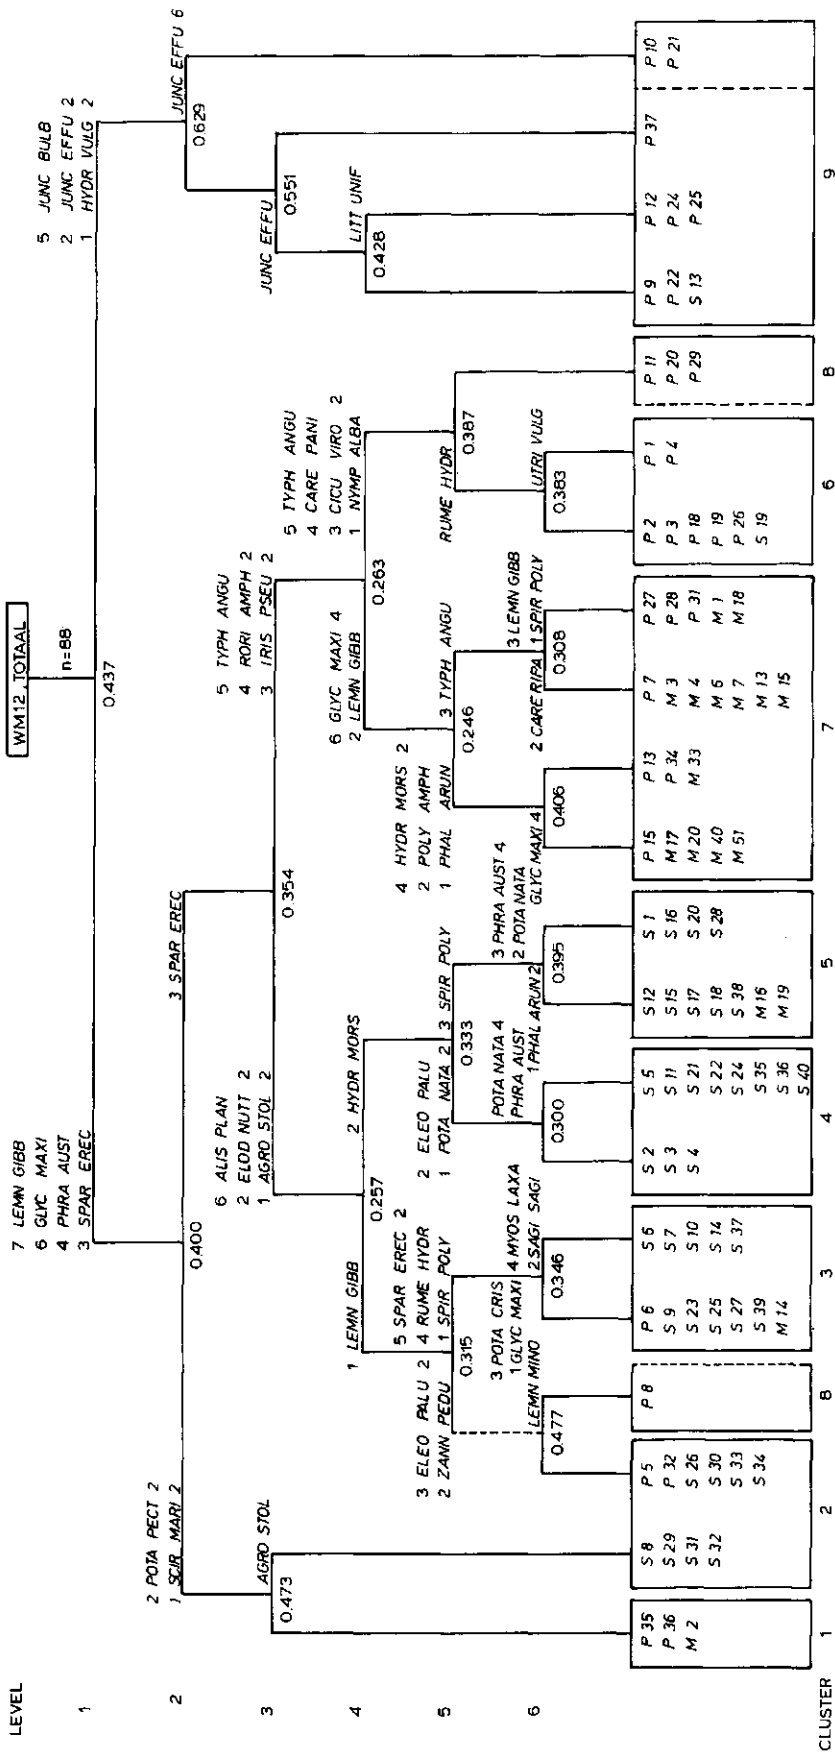 LEVEL
WM12, TOTAAL
n=88
1
7 LEMN GIBB
6 GLYC MAXI
4 PHRA AUST
3 SPAR EREC
0.437
5 JUNC BULB
2 JUNC EFFU 2
1 HYDR VULG 2
2
2 POTA PECT 2
1 SCIR MARI 2
0.400
3 SPAR EREC
0.629
JUNC EFFU 6
3
AGRO STOL
0.473
6 ALIS PLAN
2 ELOD NUTT 2
1 AGRO STOL 2
0.354
5 TYPH ANGU
4 RORI AMPH 2
3 IRIS PSEU 2
JUNC EFFU
0.551
4
1 LEMN GIBB
0.257
2 HYDR MORS
6 GLYC MAXI 4
2 LEMN GIBB
0.263
5 TYPH ANGU
4 CARE PANI
3 CICU VIRO 2
1 NYMP ALBA
LITT UNIF
0.428
5
3 ELEO PALU 2
2 ZANN PEDU
0.315
5 SPAR EREC 2
4 RUME HYDR
1 SPIR POLY
2 ELEO PALU
1 POTA NATA 2
0.333
3 SPIR POLY
4 HYDR MORS 2
2 POLY AMPH
1 PHAL ARUN
0.246
3 TYPH ANGU
RUME HYDR
0.387
6
LEMN MINO
0.477
3 POTA CRIS
1 GLYC MAXI
0.346
4 MYOS LAXA
2 SAGI SAGI
POTA NATA 4
PHRA AUST
0.300
1 PHAL ARUN 2
0.395
3 PHRA AUST 4
2 POTA NATA
GLYC MAXI 4
0.406
2 CARE RIPA
0.308
3 LEMN GIBB
1 SPIR POLY
0.383
UTRI VULG
P 35
P 36
M 2
S 8
S 29
S 31
S 32
P 5
P 32
S 26
S 30
S 33
S 34
P 8
P 6
S 9
S 23
S 25
S 27
S 39
M 14
S 6
S 7
S 10
S 14
S 37
S 2
S 3
S 4
S 5
S 11
S 21
S 22
S 24
S 35
S 36
S 40
S 12
S 15
S 17
S 18
S 38
M 16
M 19
S 1
S 16
S 20
S 28
P 15
M 17
M 20
M 40
M 51
P 13
P 34
M 33
P 7
M 3
M 4
M 6
M 7
M 13
M 15
P 27
P 28
P 31
M 1
M 18
P 2
P 3
P 18
P 19
P 26
S 19
P 1
P 4
P 11
P 20
P 29
P 9
P 22
S 13
P 12
P 24
P 25
P 37
P 10
P 21
CLUSTER 1 2 8 3 4 5 7 6 8 9